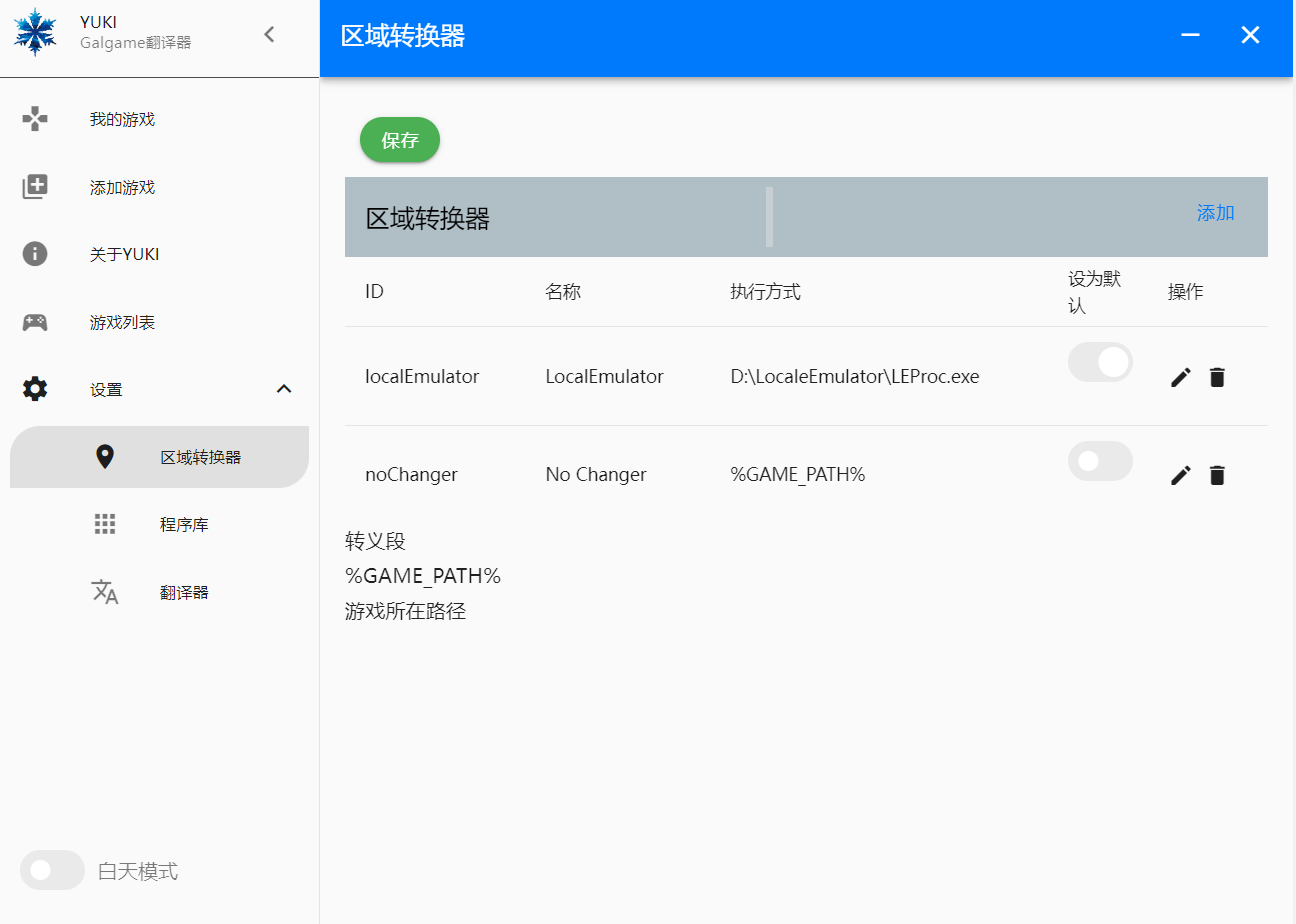 YUKI
Galgame翻译器
我的游戏
添加游戏
关于YUKI
游戏列表
设置
区域转换器
程序库
翻译器
白天模式
区域转换器
保存
区域转换器
添加
ID 名称 执行方式 设为默认 操作
localEmulator LocalEmulator D:\LocaleEmulator\LEProc.exe
noChanger No Changer %GAME_PATH%
转义段
%GAME_PATH%
游戏所在路径